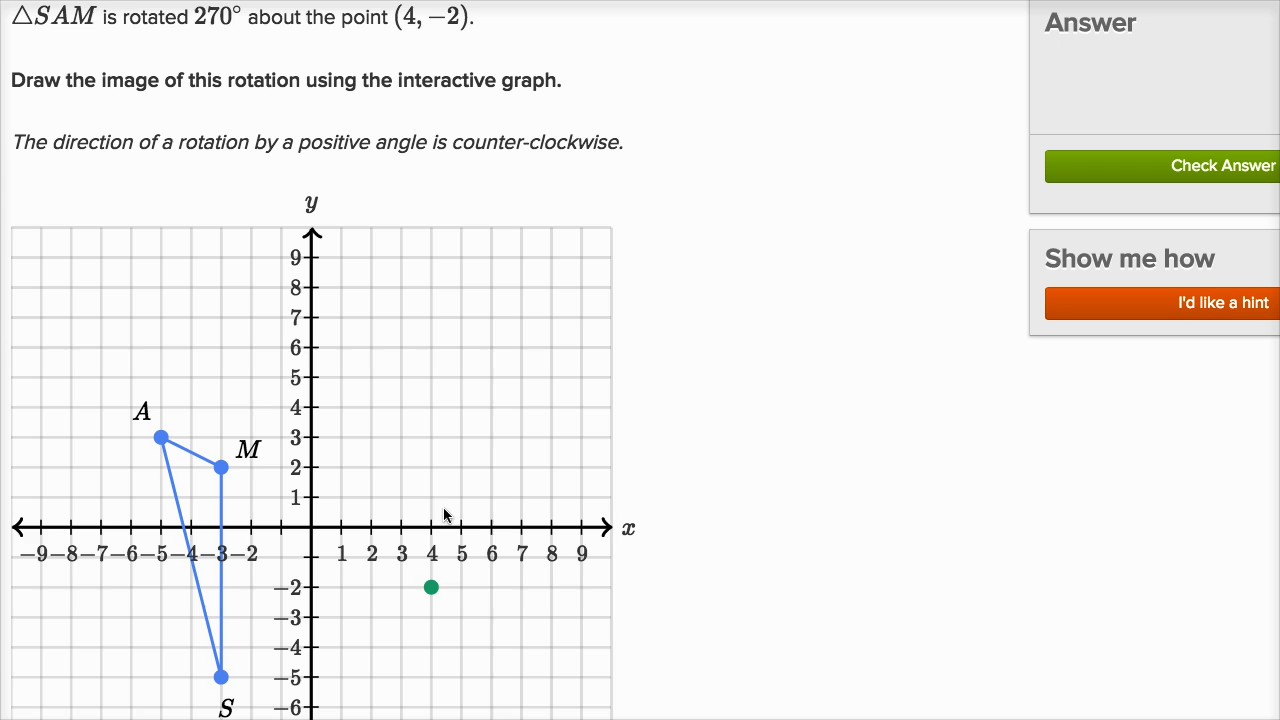 △SAM is rotated 270° about the point (4, −2).
Draw the image of this rotation using the interactive graph.
The direction of a rotation by a positive angle is counter-clockwise.
y
9
8
7
6
5
4
3
2
1
A
M
x
−9 −8 −7 −6 −5 −4 −3 −2 1 2 3 4 5 6 7 8 9
−2
−3
−4
−5
−6
S
Answer
Check Answer
Show me how
I'd like a hint